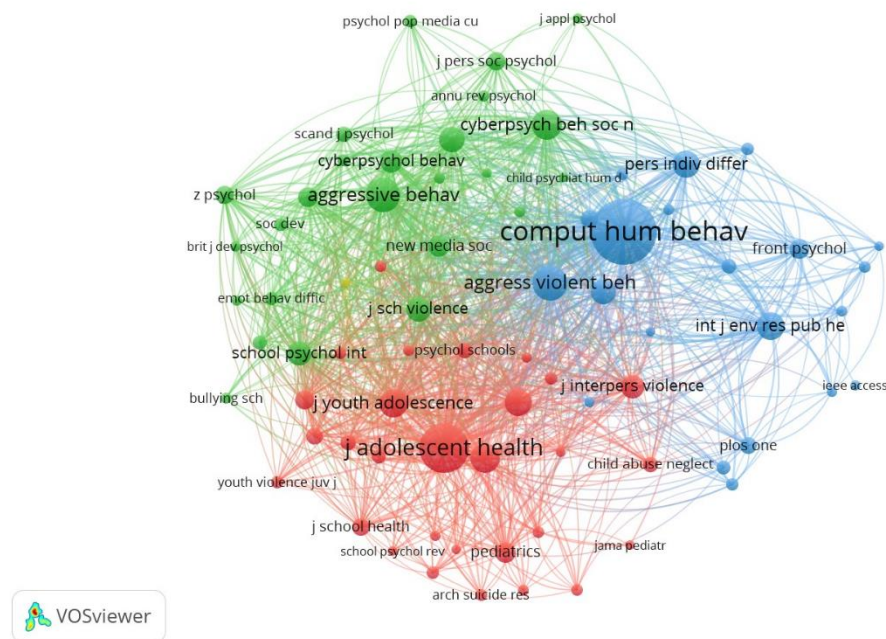 psychol pop media cu
j appl psychol
j pers soc psychol
annu rev psychol
cyberpsych beh soc n
scand j psychol
cyberpsychol behav
pers indiv differ
child psychiat hum d
z psychol
aggressive behav
soc dev
comput hum behav
brit j dev psychol
new media soc
front psychol
aggress violent beh
emot behav diffic
j sch violence
int j env res pub he
school psychol int
psychol schools
j interpers violence
ieee access
bullying sch
j youth adolescence
j adolescent health
plos one
child abuse neglect
youth violence juv j
j school health
school psychol rev
pediatrics
jama pediatr
arch suicide res
VOSviewer